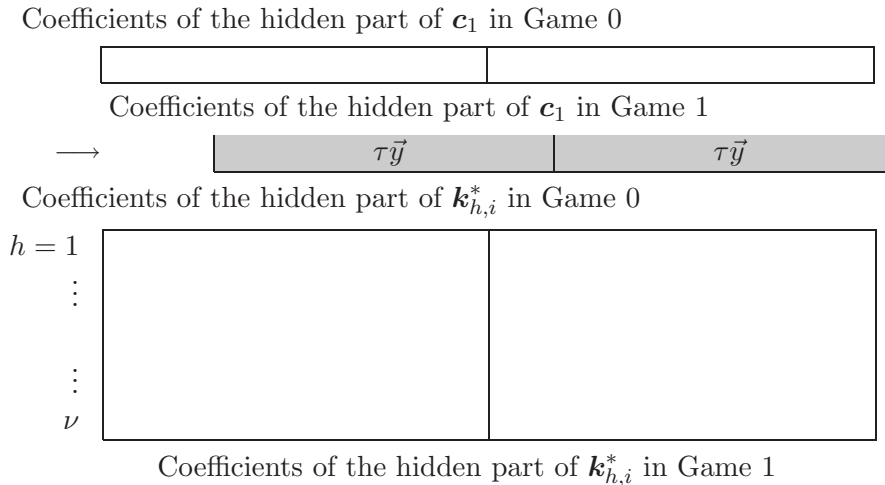 Coefficients of the hidden part of c₁ in Game 0
Coefficients of the hidden part of c₁ in Game 1
⟶ τy⃗ τy⃗
Coefficients of the hidden part of k*ₕ,ᵢ in Game 0
h = 1
⋮
⋮
ν
Coefficients of the hidden part of k*ₕ,ᵢ in Game 1